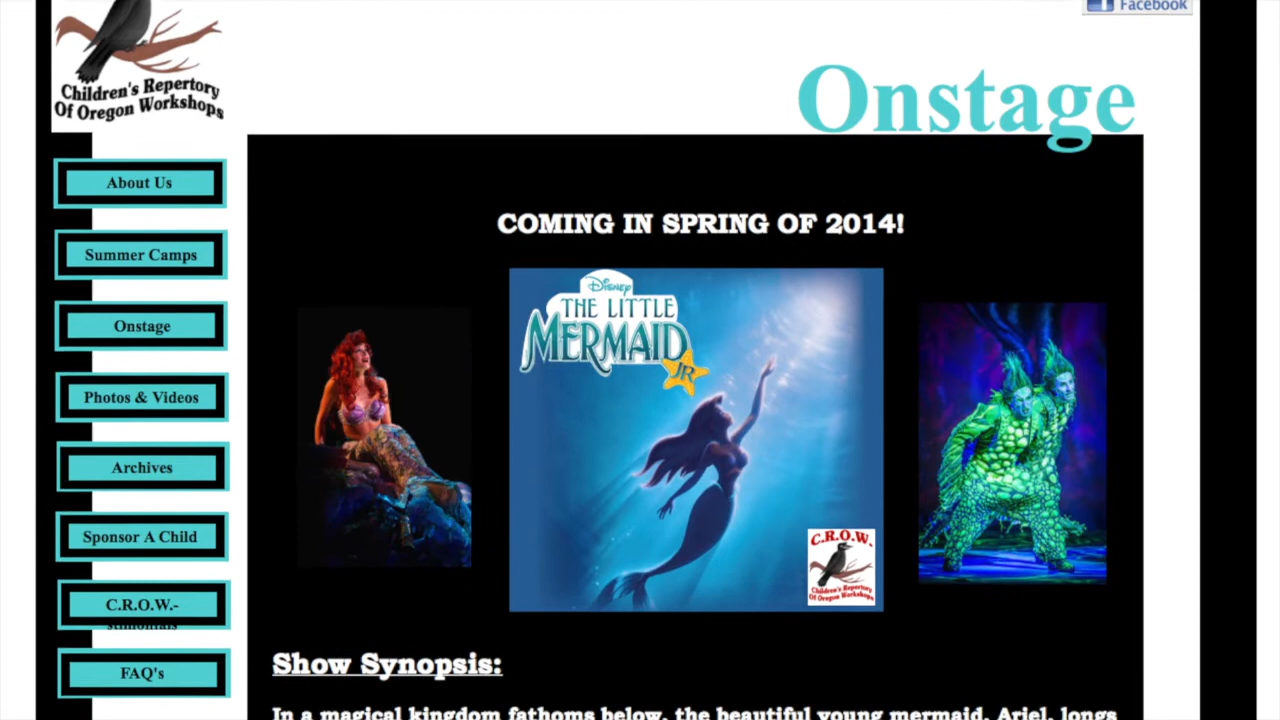 Facebook
Children's Repertory
Of Oregon Workshops
Onstage
About Us
Summer Camps
Onstage
Photos & Videos
Archives
Sponsor A Child
C.R.O.W.-
FAQ's
COMING IN SPRING OF 2014!
Disney
THE LITTLE
MERMAID
JR
C.R.O.W.
Children's Repertory
Of Oregon Workshops
Show Synopsis:
In a magical kingdom fathoms below, the beautiful young mermaid, Ariel, longs